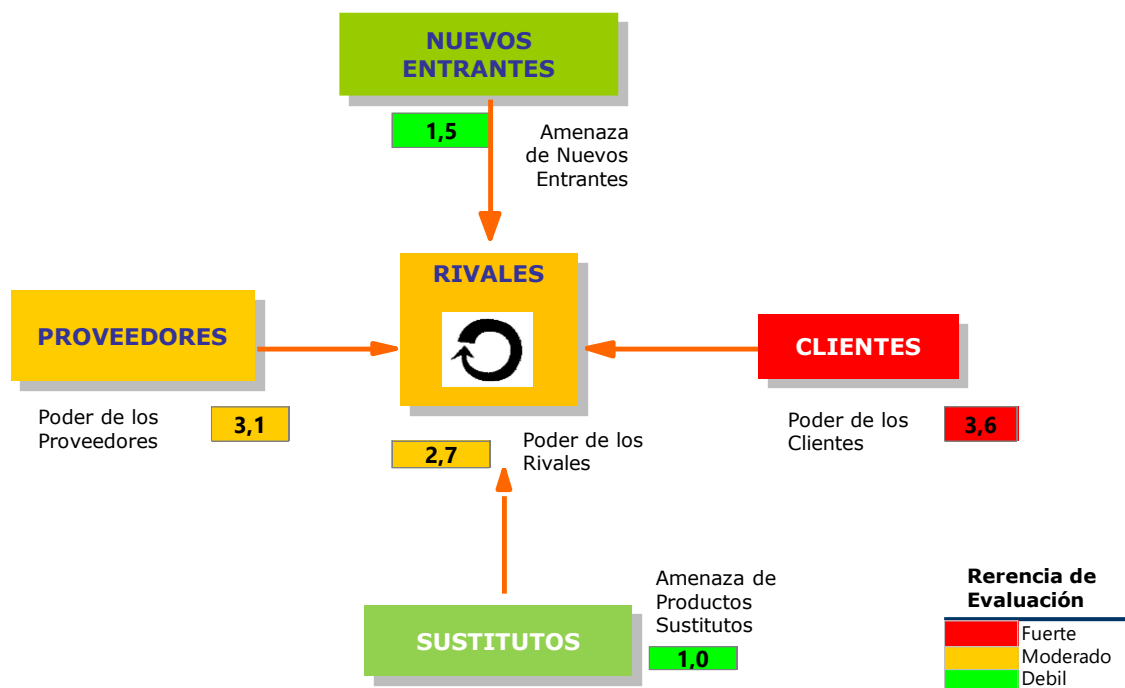 NUEVOS
ENTRANTES
1,5
Amenaza
de Nuevos
Entrantes
RIVALES
PROVEEDORES
CLIENTES
Poder de los
Proveedores
3,1
2,7
Poder de los
Rivales
Poder de los
Clientes
3,6
Amenaza de
Productos
Sustitutos
SUSTITUTOS
1,0
Rerencia de
Evaluación
Fuerte
Moderado
Debil